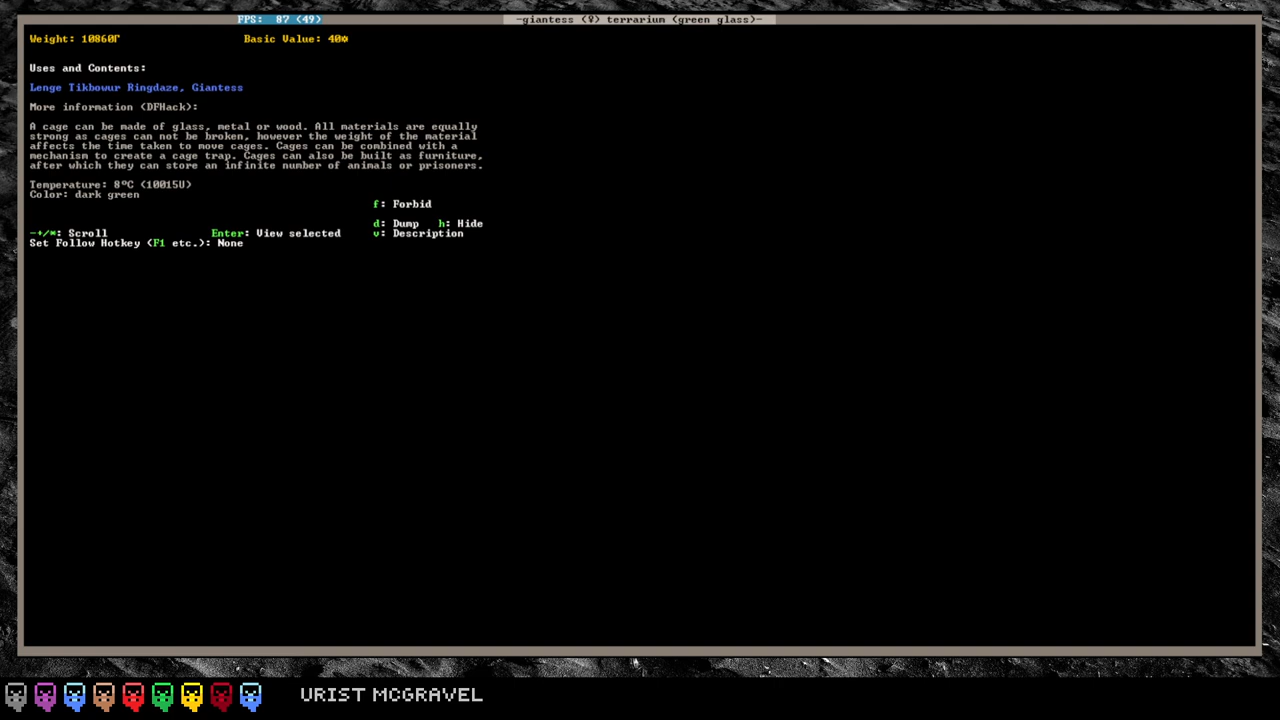 FPS: 87 (49)
-giantess (♀) terrarium (green glass)-
Weight: 10860Γ Basic Value: 40☼
Uses and Contents:
Lenge Tikbowur Ringdaze, Giantess
More information (DFHack):
A cage can be made of glass, metal or wood. All materials are equally
strong as cages can not be broken, however the weight of the material
affects the time taken to move cages. Cages can be combined with a
mechanism to create a cage trap. Cages can also be built as furniture,
after which they can store an infinite number of animals or prisoners.
Temperature: 8°C (10015U)
Color: dark green
f: Forbid
d: Dump h: Hide
-+/*: Scroll Enter: View selected v: Description
Set Follow Hotkey (F1 etc.): None
URIST MCGRAVEL